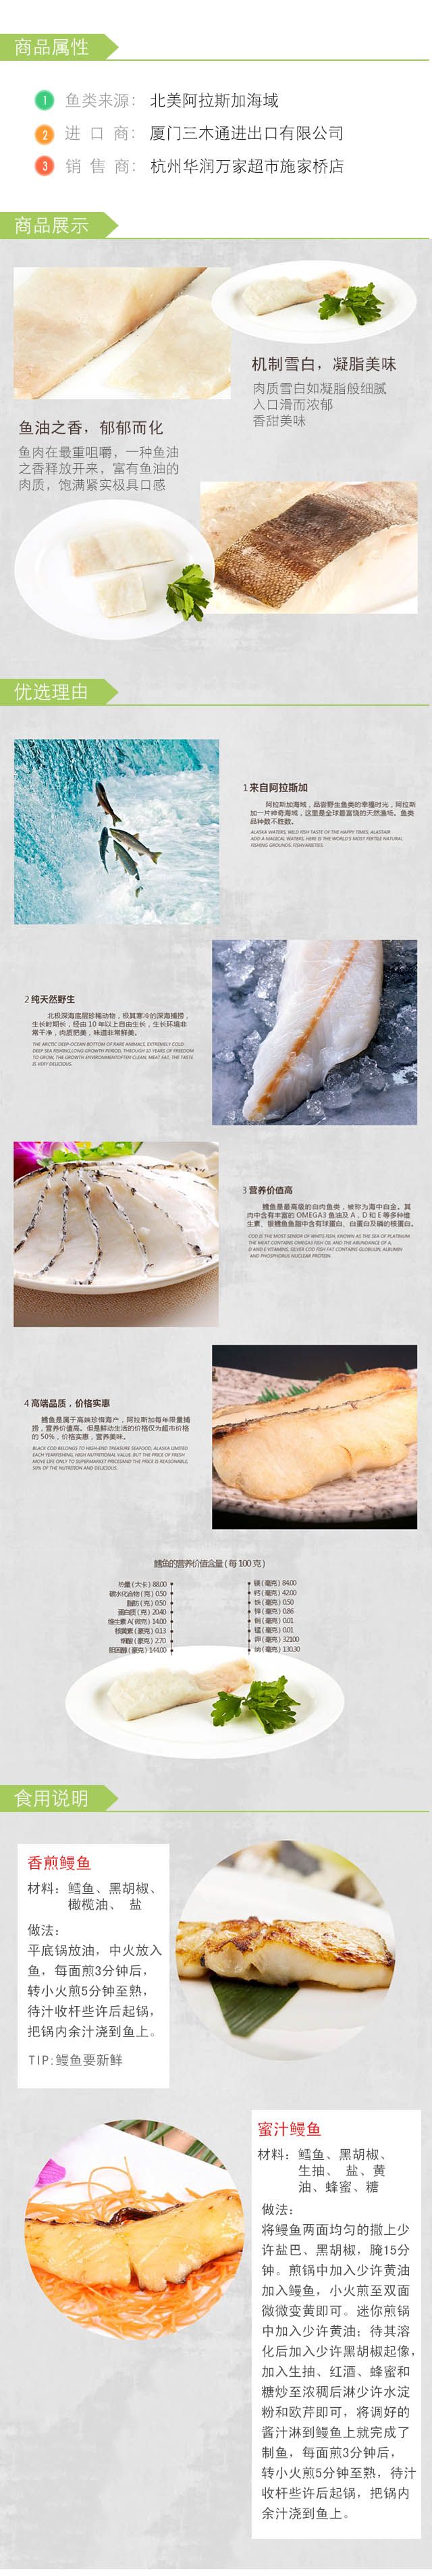 商品属性
1 鱼类来源： 北美阿拉斯加海域
2 进 口 商： 厦门三木通进出口有限公司
3 销 售 商： 杭州华润万家超市施家桥店
商品展示
机制雪白，凝脂美味
肉质雪白如凝脂般细腻
入口滑而浓郁
香甜美味
鱼油之香，郁郁而化
鱼肉在最重咀嚼，一种鱼油
之香释放开来，富有鱼油的
肉质，饱满紧实极具口感
优选理由
1 来自阿拉斯加
阿拉斯加海域，品尝野生鱼类的幸福时光，阿拉斯
加一片神奇海域，这里是全球最富饶的天然渔场。鱼类
品种数不胜数。
ALASKA WATERS, WILD FISH TASTE OF THE HAPPY TIMES, ALASTAIR
ADD A MAGICAL WATERS, HERE IS THE WORLD'S MOST FERTILE NATURAL
FISHING GROUNDS. FISHVARIETIES.
2 纯天然野生
北极深海底层珍稀动物，极其寒冷的深海捕捞，
生长时期长，经由 10 年以上自由生长，生长环境非
常干净，肉质肥美，味道非常鲜美。
THE ARCTIC DEEP-OCEAN BOTTOM OF RARE ANIMALS, EXTREMELY COLD
DEEP SEA FISHING,LONG GROWTH PERIOD, THROUGH 10 YEARS OF FREEDOM
TO GROW, THE GROWTH ENVIRONMENTOFTEN CLEAN, MEAT FAT, THE TASTE
IS VERY DELICIOUS.
3 营养价值高
鳕鱼是最高级的白肉鱼类，被称为海中白金。其
肉中含有丰富的 OMEGA3 鱼油及 A，D 和 E 等多种维
生素、银鳕鱼鱼脂中含有球蛋白、白蛋白及磷的核蛋白。
COD IS THE MOST SENIOR OF WHITE FISH, KNOWN AS THE SEA OF PLATINUM.
THE MEAT CONTAINS OMEGA3 FISH OIL AND THE ABUNDANCE OF A,
D AND E VITAMINS, SILVER COD FISH FAT CONTAINS GLOBULIN, ALBUMIN
AND PHOSPHORUS NUCLEAR PROTEIN.
4 高端品质，价格实惠
鳕鱼是属于高端珍惜海产，阿拉斯加每年限量捕
捞，营养价值高。但是鲜动生活的价格仅为超市价格
的 50%，价格实惠，营养美味。
BLACK COD BELONGS TO HIGH-END TREASURE SEAFOOD, ALASKA LIMITED
EACH YEARFISHING, HIGH NUTRITIONAL VALUE. BUT THE PRICE OF FRESH
MOVE LIFE ONLY TO SUPERMARKET PRICESAND THE PRICE IS REASONABLE,
50% OF THE NUTRITION AND DELICIOUS.
鳕鱼的营养价值含量 ( 每 100 克 )
热量 ( 大卡 ) 88.00
碳水化合物 ( 克 ) 0.50
脂肪 ( 克 ) 0.50
蛋白质 ( 克 ) 20.40
维生素 A( 微克 ) 14.00
核黄素 ( 豪克 ) 0.13
烟酸 ( 豪克 ) 2.70
胆固醇 ( 豪克 ) 144.00
镁 ( 毫克 ) 84.00
钙 ( 毫克 ) 42.00
铁 ( 毫克 ) 0.50
锌 ( 毫克 ) 0.86
铜 ( 毫克 ) 0.01
锰 ( 毫克 ) 0.01
钾 ( 毫克 ) 321.00
钠 ( 毫克 ) 130.30
食用说明
香煎鳗鱼
材料：鳕鱼、黑胡椒、
橄榄油、 盐
做法：
平底锅放油，中火放入
鱼，每面煎3分钟后，
转小火煎5分钟至熟，
待汁收杆些许后起锅，
把锅内余汁浇到鱼上。
TIP:鳗鱼要新鲜
蜜汁鳗鱼
材料：鳕鱼、黑胡椒、
生抽、 盐、黄
油、蜂蜜、糖
做法：
将鳗鱼两面均匀的撒上少
许盐巴、黑胡椒，腌15分
钟。煎锅中加入少许黄油
加入鳗鱼，小火煎至双面
微微变黄即可。迷你煎锅
中加入少许黄油；待其溶
化后加入少许黑胡椒起像，
加入生抽、红酒、蜂蜜和
糖炒至浓稠后淋少许水淀
粉和欧芹即可，将调好的
酱汁淋到鳗鱼上就完成了
制鱼，每面煎3分钟后，
转小火煎5分钟至熟，待汁
收杆些许后起锅，把锅内
余汁浇到鱼上。